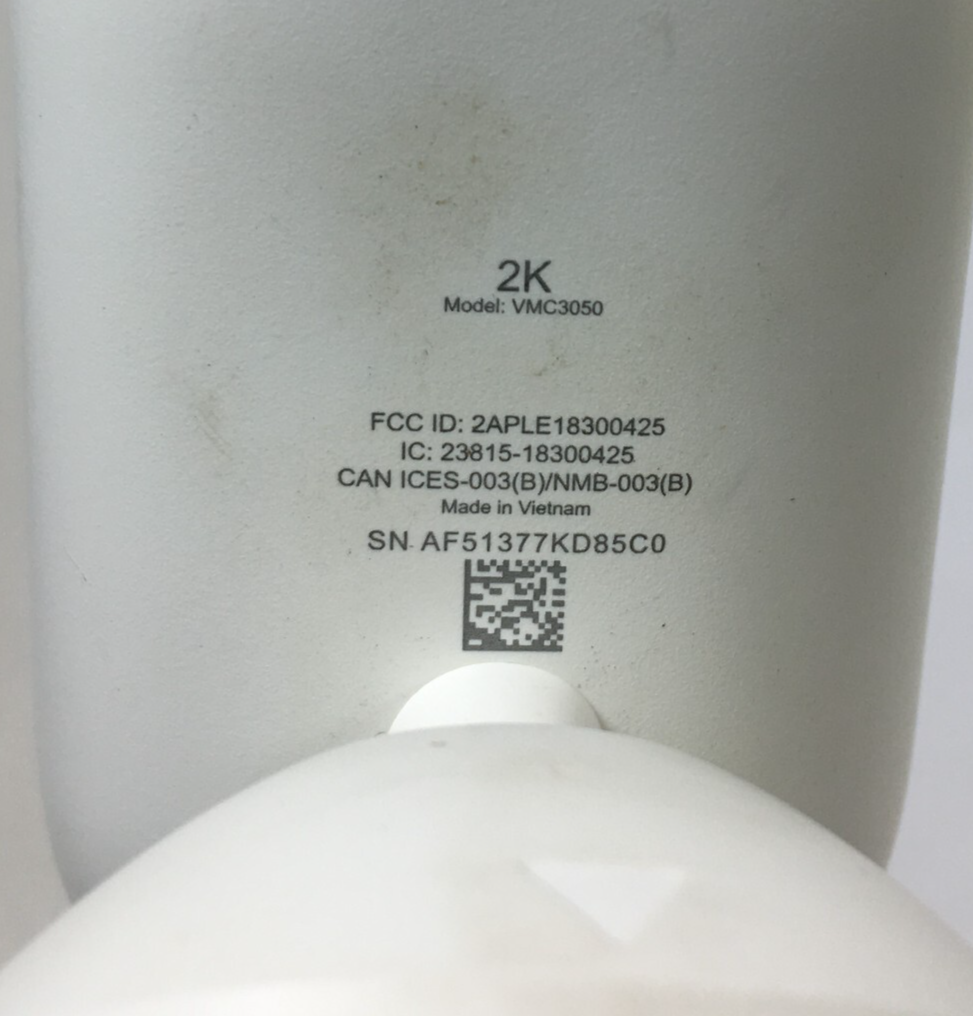 2K
Model: VMC3050
FCC ID: 2APLE18300425
IC: 23815-18300425
CAN ICES-003(B)/NMB-003(B)
Made in Vietnam
SN AF51377KD85C0